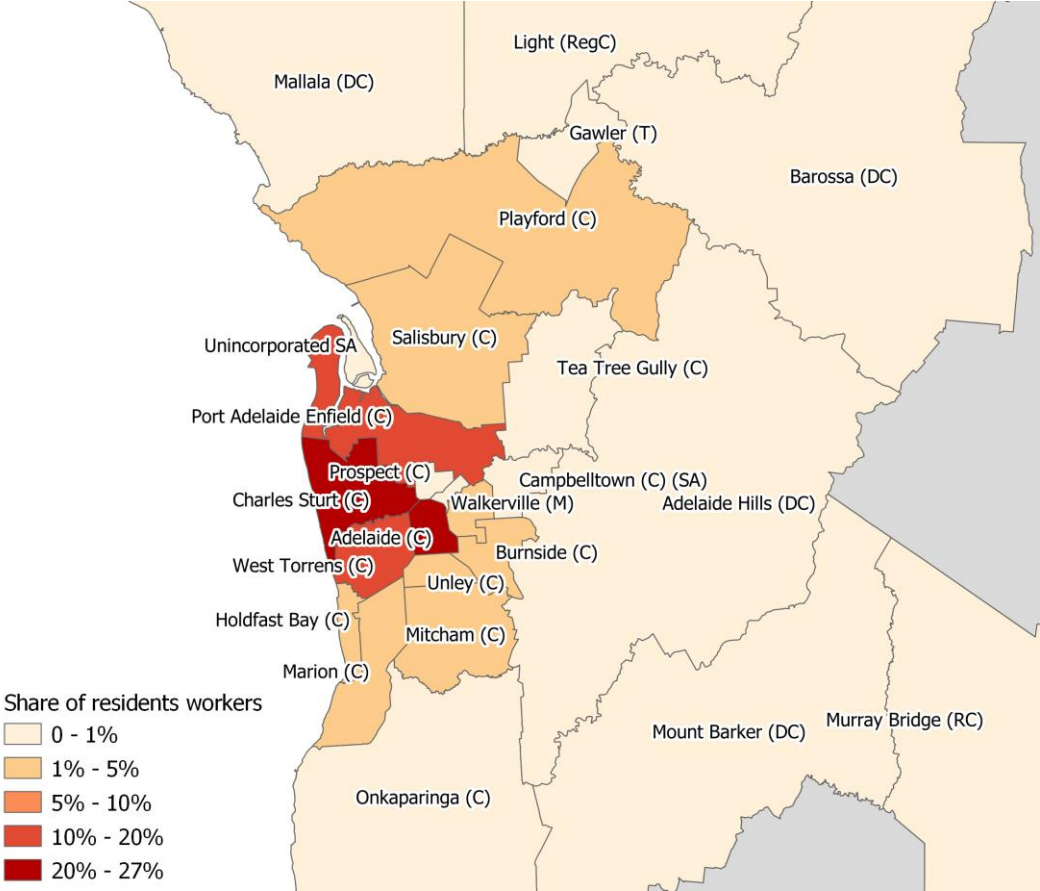 Light (RegC)
Mallala (DC)
Gawler (T)
Barossa (DC)
Playford (C)
Salisbury (C)
Unincorporated SA
Tea Tree Gully (C)
Port Adelaide Enfield (C)
Prospect (C)
Campbelltown (C) (SA)
Charles Sturt (C)
Walkerville (M)
Adelaide Hills (DC)
Adelaide (C)
Burnside (C)
West Torrens (C)
Unley (C)
Holdfast Bay (C)
Mitcham (C)
Marion (C)
Murray Bridge (RC)
Mount Barker (DC)
Onkaparinga (C)
Share of residents workers
0 - 1%
1% - 5%
5% - 10%
10% - 20%
20% - 27%